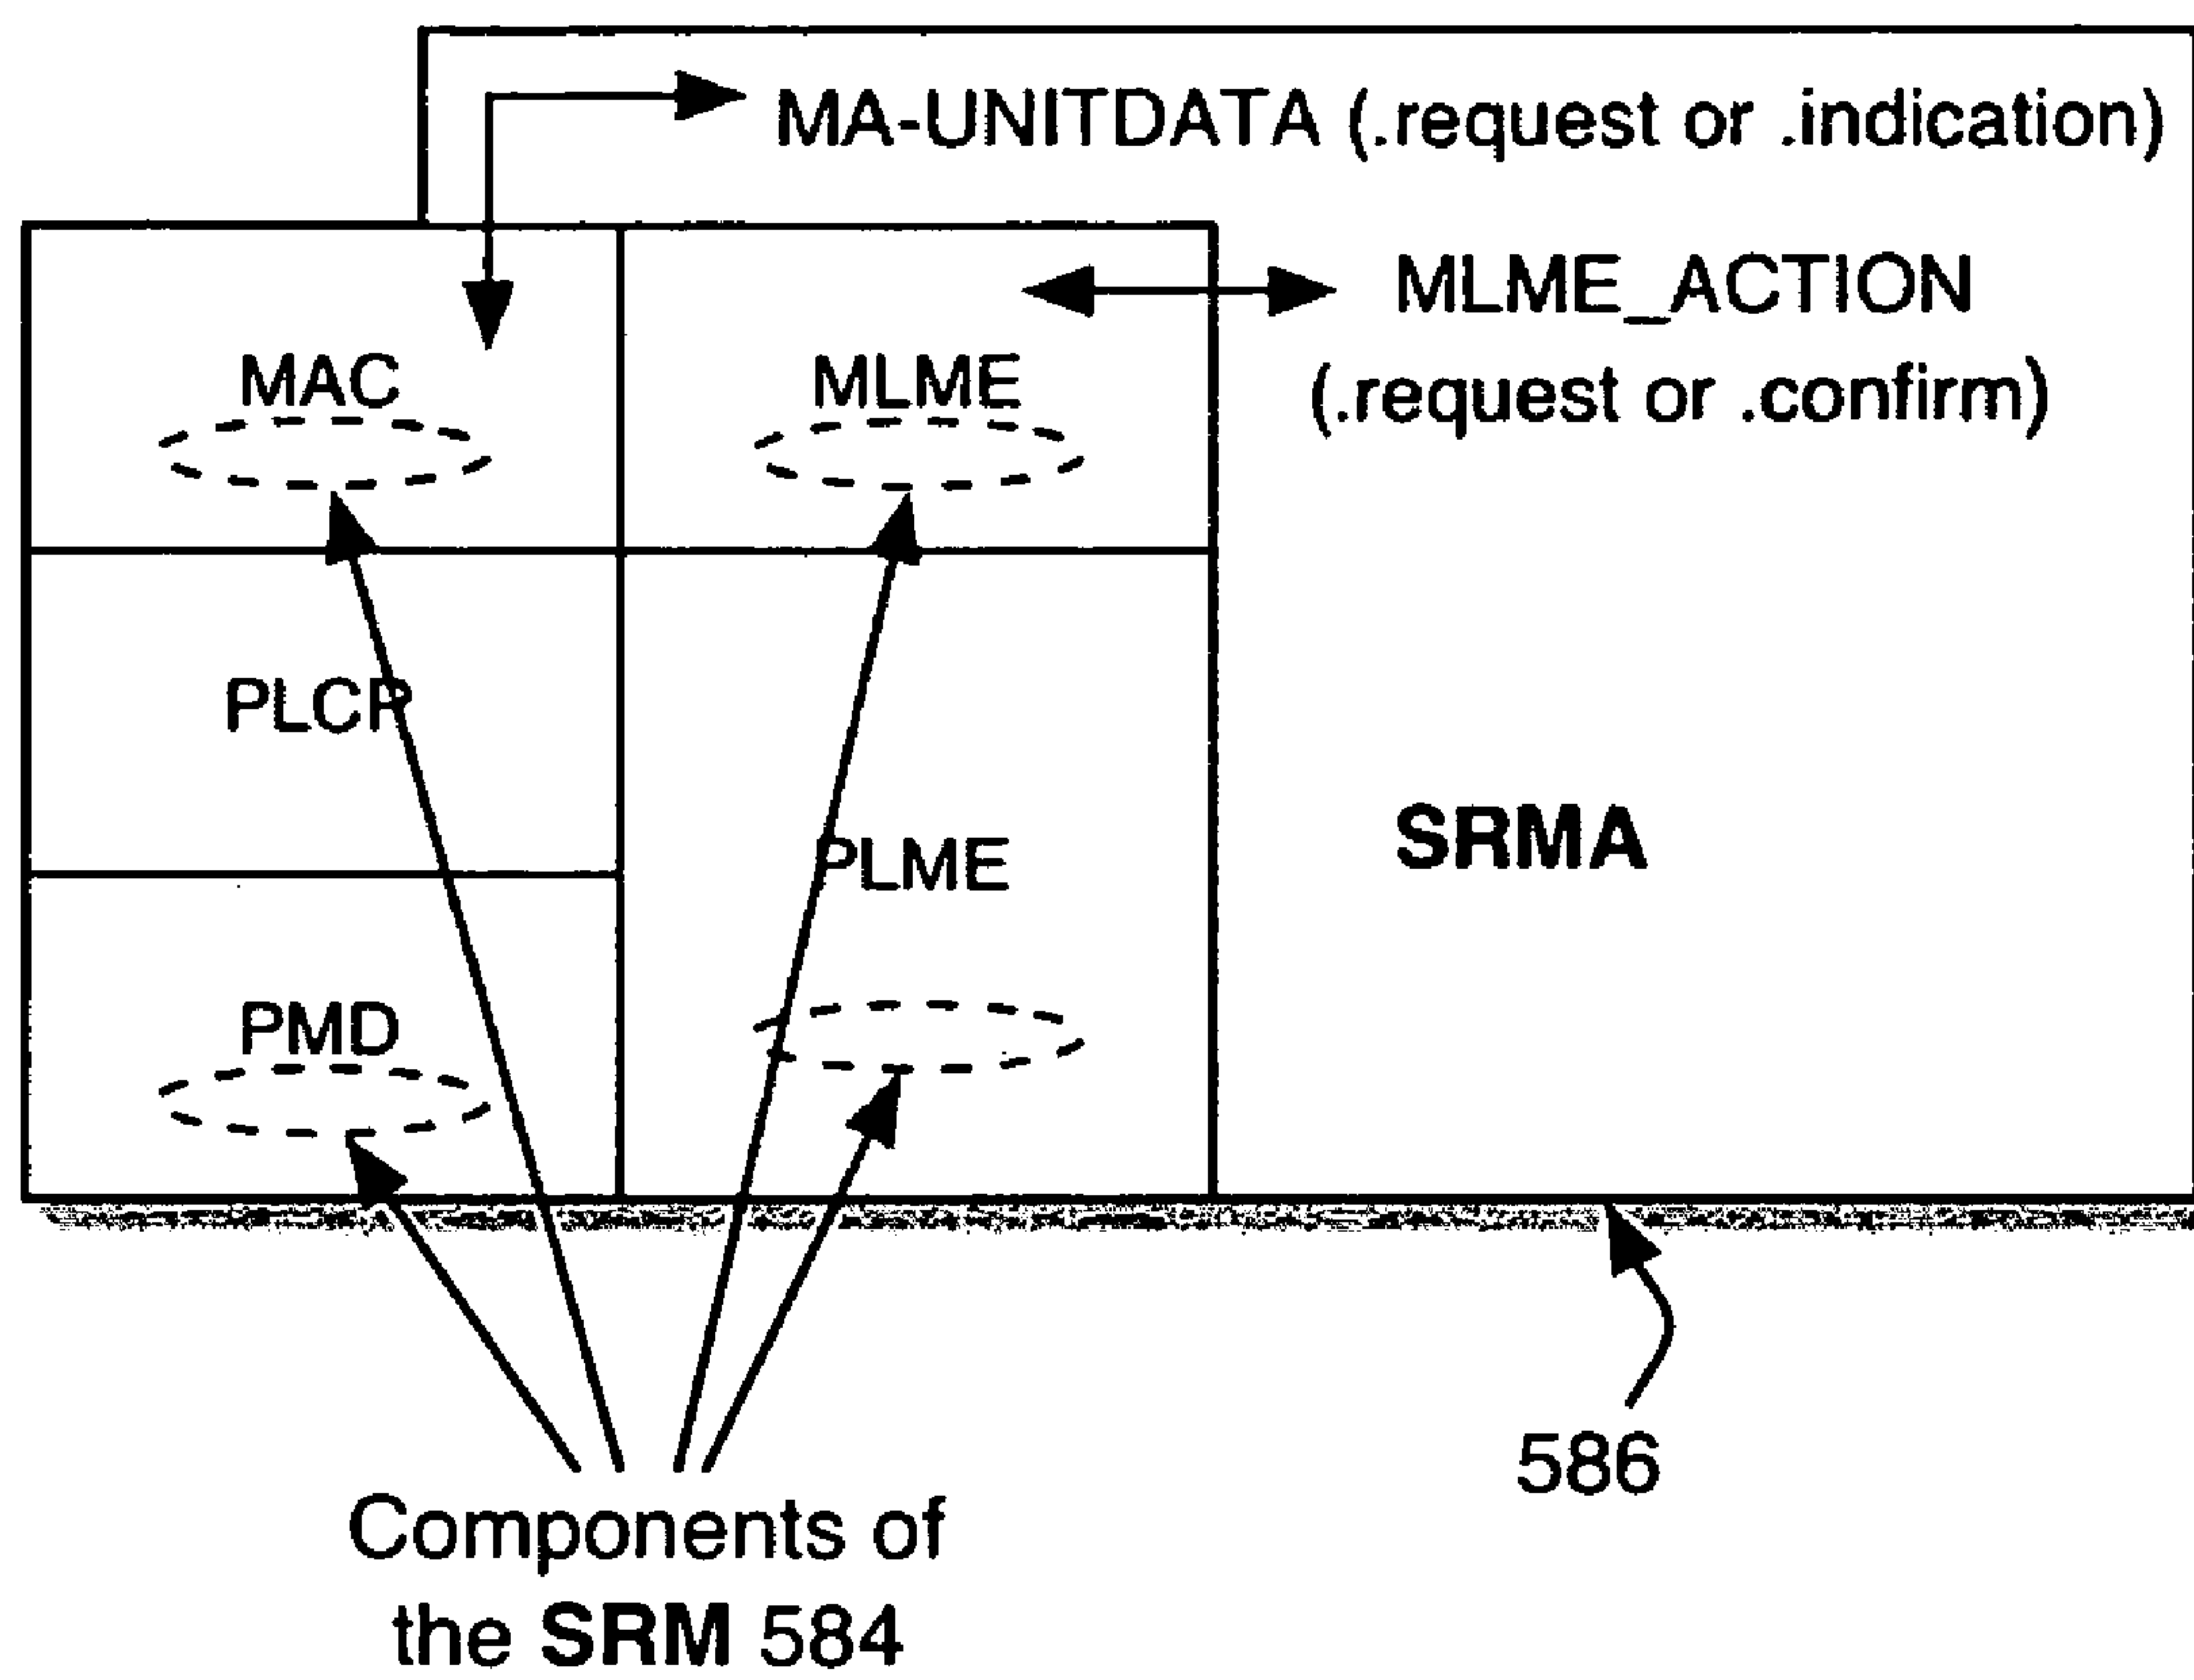 MA-UNITDATA (.request or .indication)
MLME_ACTION
(.request or .confirm)
MAC
MLME
PLCP
PLME
SRMA
PMD
586
Components of
the SRM 584